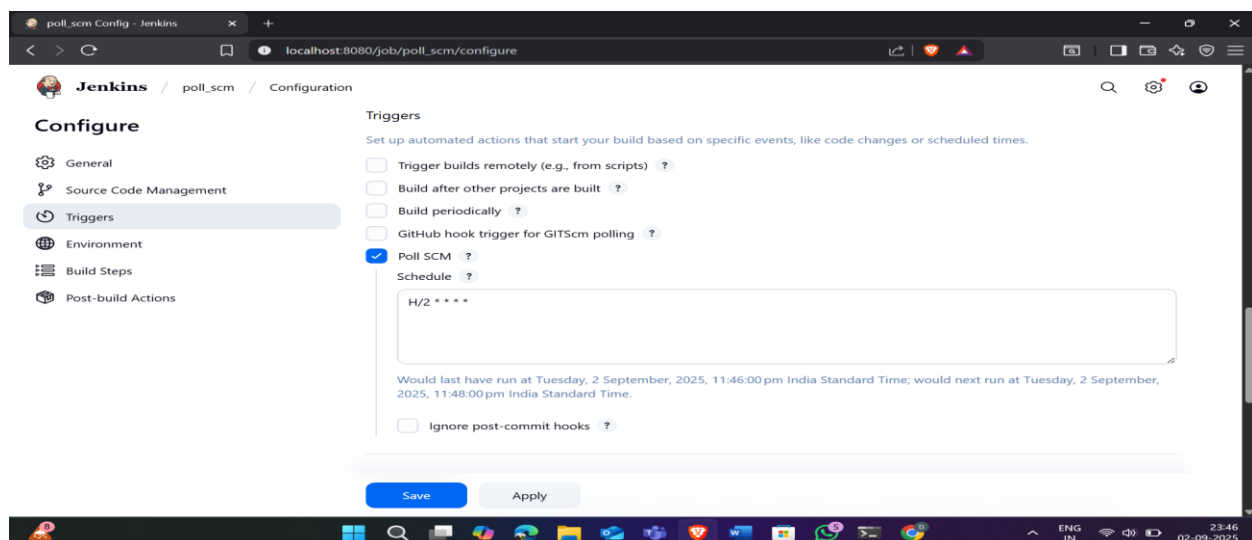 poll_scm Config - Jenkins
localhost:8080/job/poll_scm/configure
Jenkins / poll_scm / Configuration
Configure
General
Source Code Management
Triggers
Environment
Build Steps
Post-build Actions
Triggers
Set up automated actions that start your build based on specific events, like code changes or scheduled times.
Trigger builds remotely (e.g., from scripts) ?
Build after other projects are built ?
Build periodically ?
GitHub hook trigger for GITScm polling ?
Poll SCM ?
Schedule ?
H/2 * * * *
Would last have run at Tuesday, 2 September, 2025, 11:46:00 pm India Standard Time; would next run at Tuesday, 2 September,
2025, 11:48:00 pm India Standard Time.
Ignore post-commit hooks ?
Save Apply
8
W
5
ENG
IN
23:46
02-09-2025